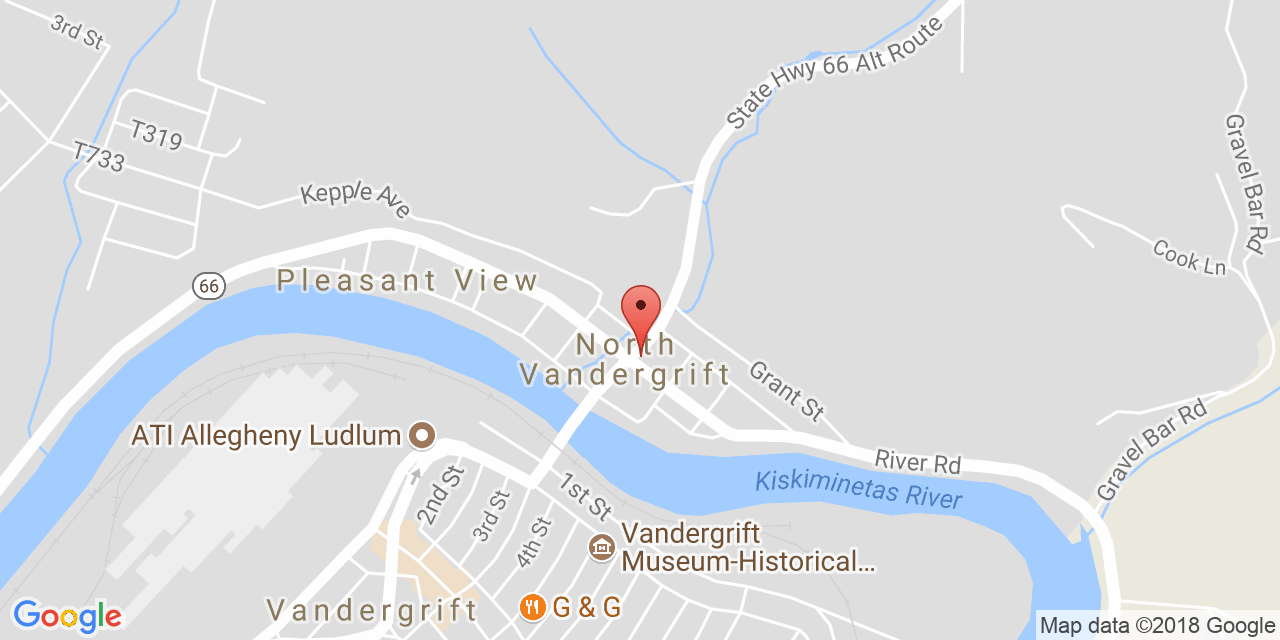 3rd St
State Hwy 66 Alt Route
T319
T733
Gravel Bar Rd
Kepple Ave
Cook Ln
66
Pleasant View
North
Vandergrift
Grant St
ATI Allegheny Ludlum
River Rd
Gravel Bar Rd
2nd St
3rd St
4th St
1st St
Kiskiminetas River
Vandergrift
Museum-Historical...
Vandergrift
G & G
Google
Map data ©2018 Google